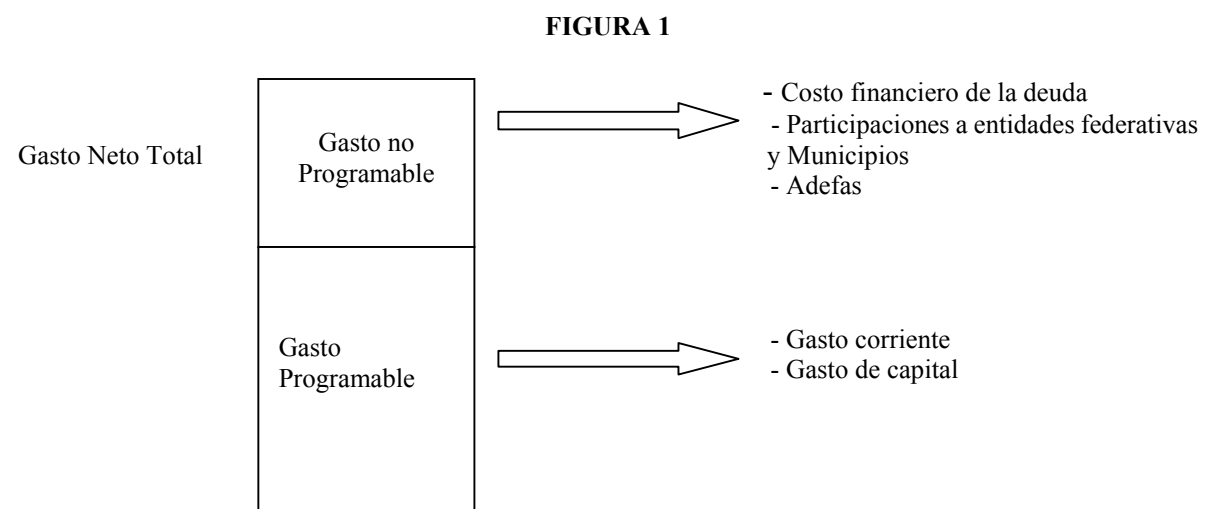 FIGURA 1
Gasto Neto Total
Gasto no
Programable
- Costo financiero de la deuda
- Participaciones a entidades federativas
y Municipios
- Adefas
Gasto
Programable
- Gasto corriente
- Gasto de capital